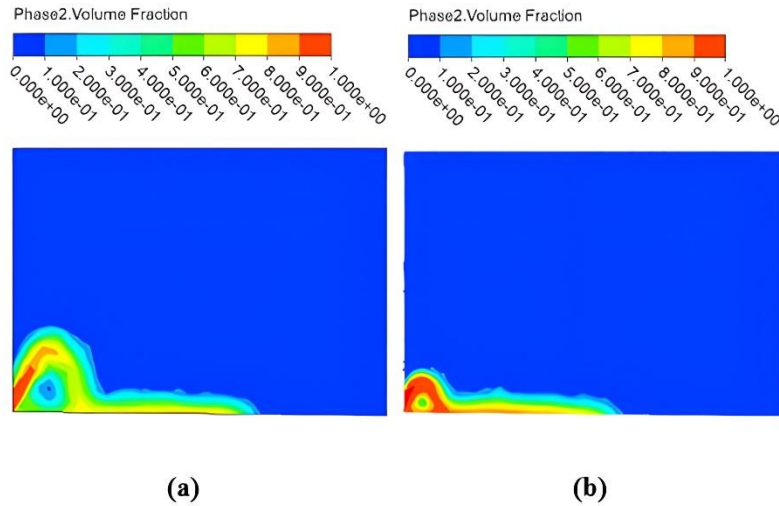 Phase2.Volume Fraction
0.000e+00
1.000e-01
2.000e-01
3.000e-01
4.000e-01
5.000e-01
6.000e-01
7.000e-01
8.000e-01
9.000e-01
1.000e+00
(a)
Phase2.Volume Fraction
0.000e+00
1.000e-01
2.000e-01
3.000e-01
4.000e-01
5.000e-01
6.000e-01
7.000e-01
8.000e-01
9.000e-01
1.000e+00
(b)